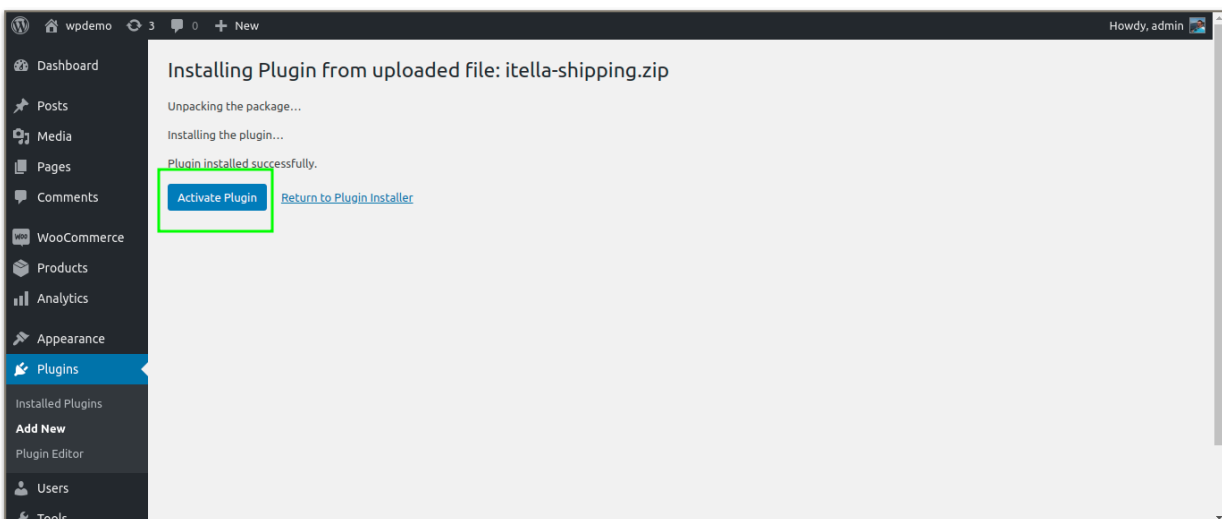 wpdemo 3 0 + New Howdy, admin
Dashboard
Installing Plugin from uploaded file: itella-shipping.zip
Posts
Unpacking the package…
Media
Installing the plugin…
Pages
Plugin installed successfully.
Comments
Activate Plugin Return to Plugin Installer
WooCommerce
Products
Analytics
Appearance
Plugins
Installed Plugins
Add New
Plugin Editor
Users
Tools